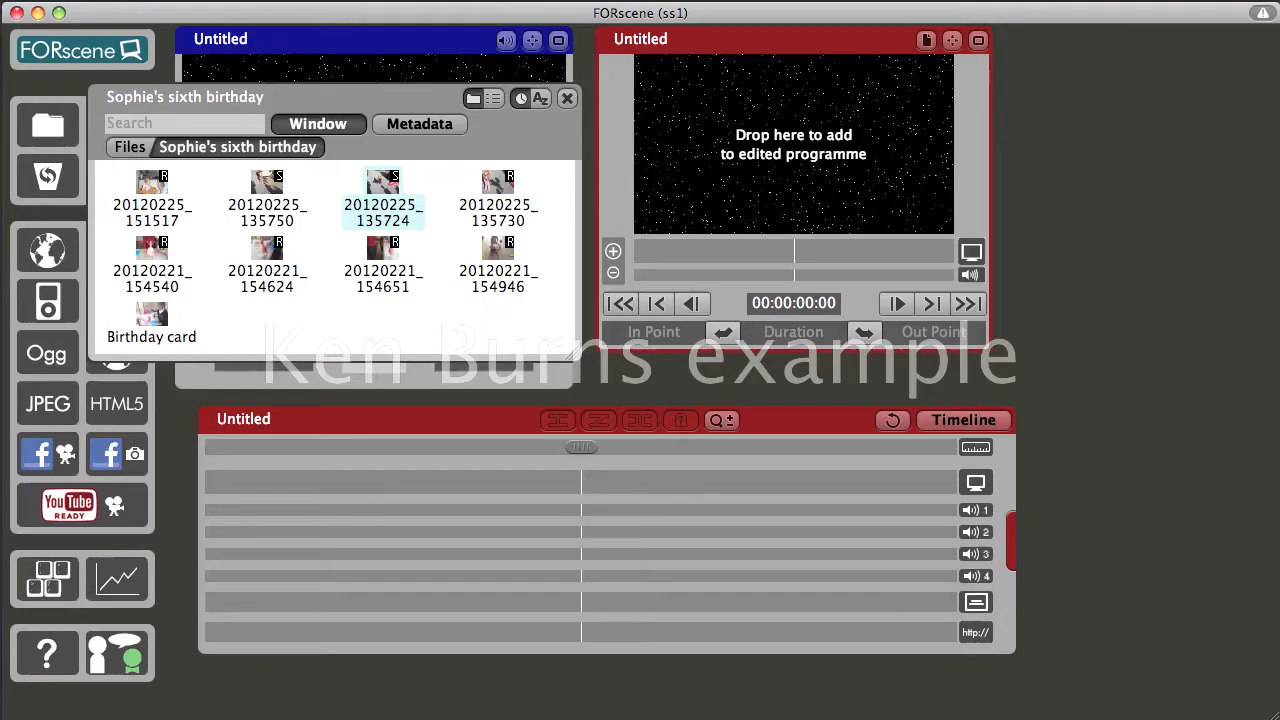 FORscene (ss1)
FORscene
Untitled
Untitled
Sophie's sixth birthday
Search
Window
Metadata
Files
Sophie's sixth birthday
R
S
S
R
20120225_
151517
20120225_
135750
20120225_
135724
20120225_
135730
R
R
R
R
20120221_
154540
20120221_
154624
20120221_
154651
20120221_
154946
Birthday card
Drop here to add
to edited programme
00:00:00:00
In Point
Duration
Out Point
Ken Burns example
Ogg
JPEG
HTML5
f
f
YouTube
READY
?
Untitled
Timeline
1
2
3
4
http://